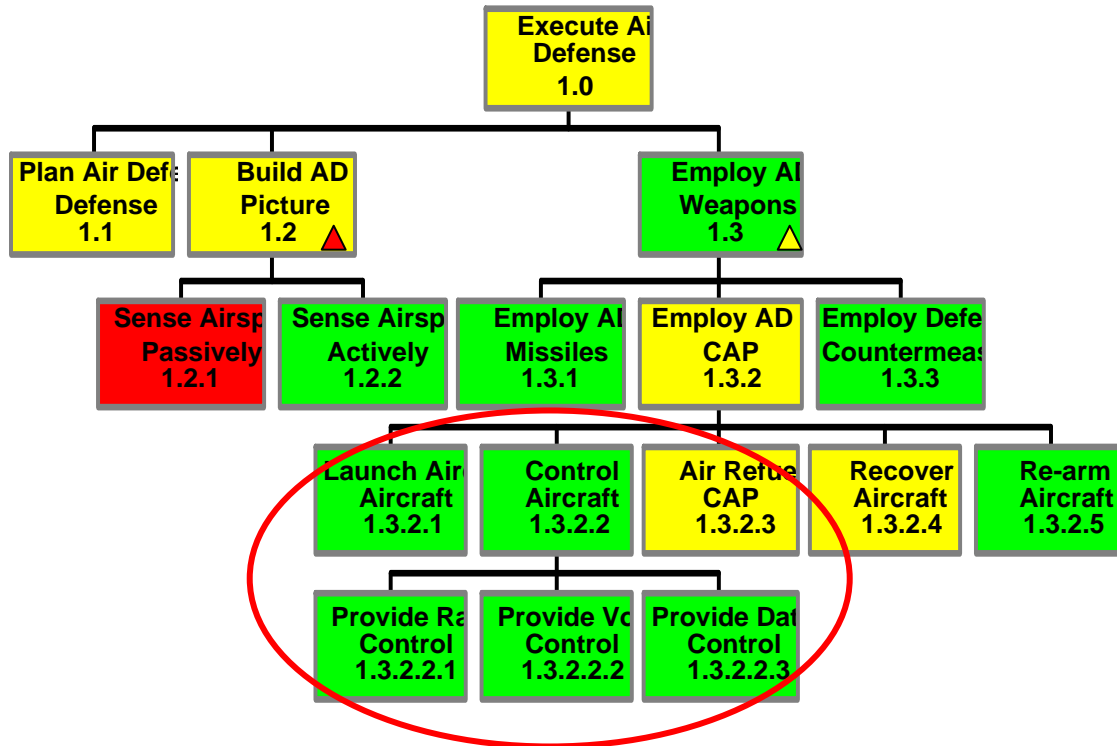 Execute Ai
Defense
1.0
Plan Air Defe
Defense
1.1
Build AD
Picture
1.2
Employ AD
Weapons
1.3
Sense Airsp
Passively
1.2.1
Sense Airsp
Actively
1.2.2
Employ AD
Missiles
1.3.1
Employ AD
CAP
1.3.2
Employ Defe
Countermeas
1.3.3
Launch Airc
Aircraft
1.3.2.1
Control
Aircraft
1.3.2.2
Air Refue
CAP
1.3.2.3
Recover
Aircraft
1.3.2.4
Re-arm
Aircraft
1.3.2.5
Provide Ra
Control
1.3.2.2.1
Provide Vo
Control
1.3.2.2.2
Provide Dat
Control
1.3.2.2.3